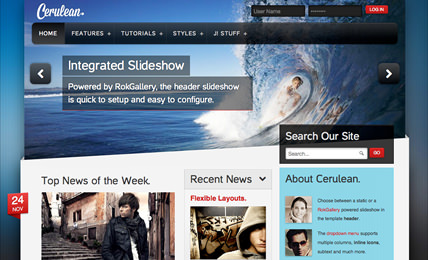 Cerulean.
User Name
LOG IN
HOME
FEATURES +
TUTORIALS +
STYLES +
J! STUFF +
Integrated Slideshow
Powered by RokGallery, the header slideshow
is quick to setup and easy to configure.
Search Our Site
Search...
GO
24
NOV
Top News of the Week.
Recent News
Flexible Layouts.
About Cerulean.
Choose between a static or a
RokGallery powered slideshow
in the template header.
The dropdown menu supports
multiple columns, inline icons,
subtext and much more.